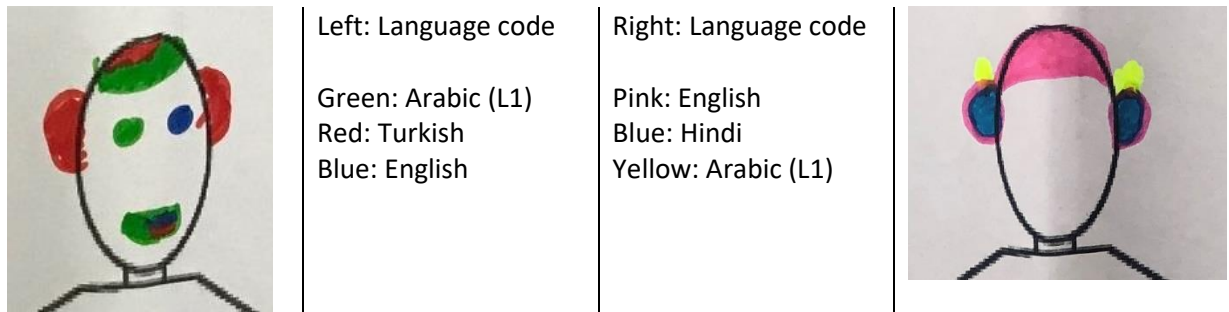 Left: Language code
Green: Arabic (L1)
Red: Turkish
Blue: English
Right: Language code
Pink: English
Blue: Hindi
Yellow: Arabic (L1)